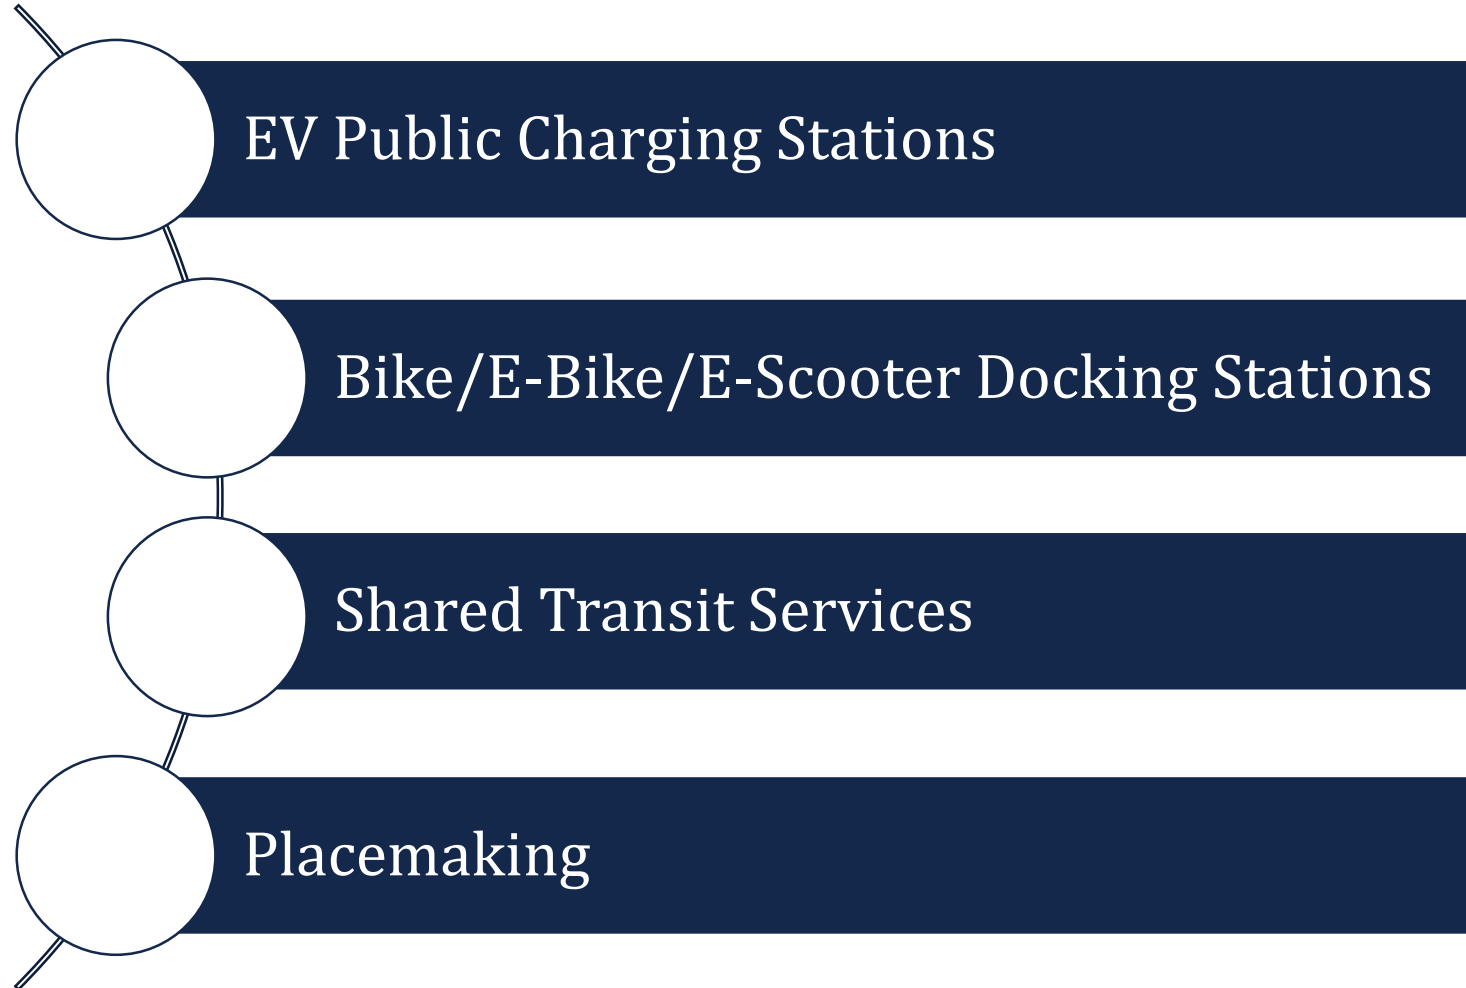 EV Public Charging Stations
Bike/E-Bike/E-Scooter Docking Stations
Shared Transit Services
Placemaking